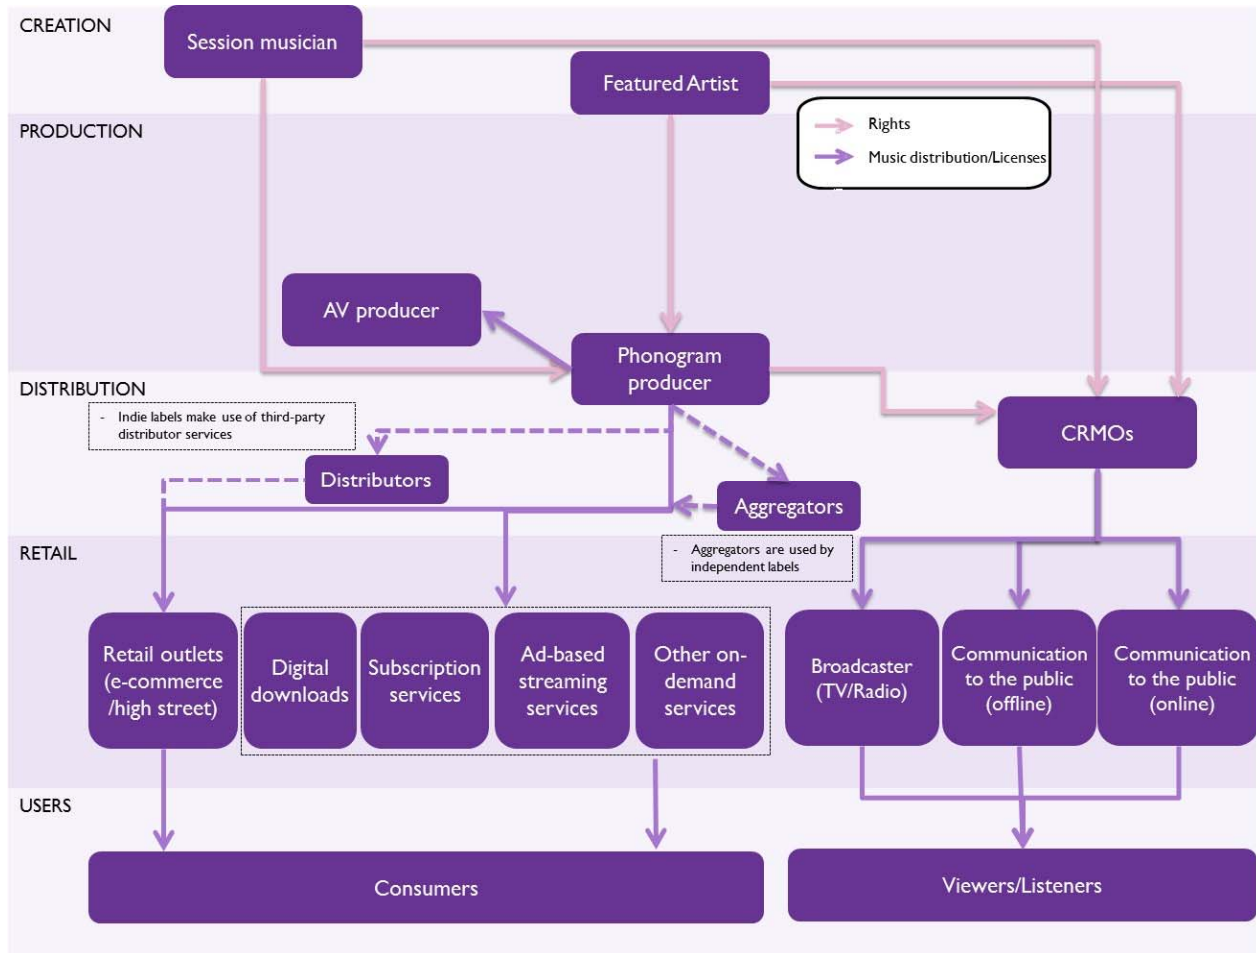 CREATION
Session musician
Featured Artist
PRODUCTION
Rights
Music distribution/Licenses
AV producer
Phonogram
producer
DISTRIBUTION
- Indie labels make use of third-party
distributor services
CRMOs
Distributors
Aggregators
RETAIL
- Aggregators are used by
independent labels
Retail outlets
(e-commerce
/high street)
Digital
downloads
Subscription
services
Ad-based
streaming
services
Other on-
demand
services
Broadcaster
(TV/Radio)
Communication
to the public
(offline)
Communication
to the public
(online)
USERS
Consumers
Viewers/Listeners